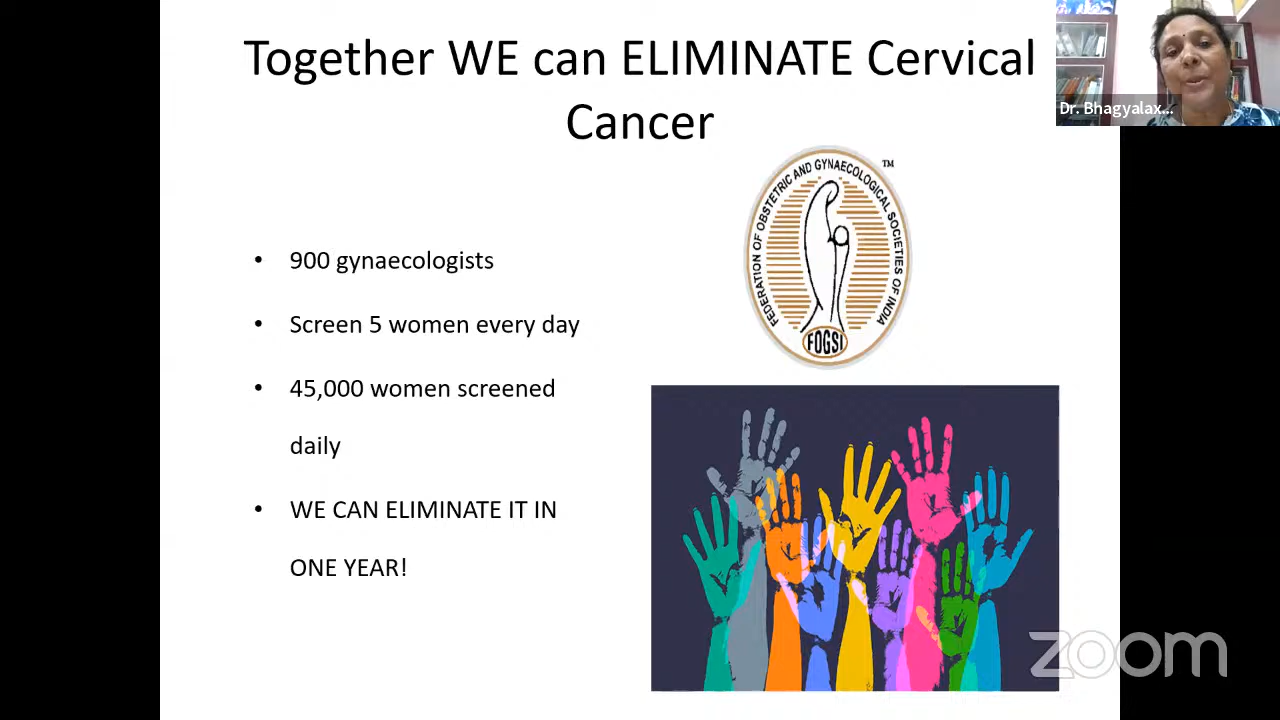 Together WE can ELIMINATE Cervical
Cancer
Dr. Bhagyalax...
FEDERATION OF OBSTETRIC AND GYNAECOLOGICAL SOCIETIES OF INDIA
TM
FOGSI
• 900 gynaecologists
• Screen 5 women every day
• 45,000 women screened
daily
• WE CAN ELIMINATE IT IN
ONE YEAR!
zoom